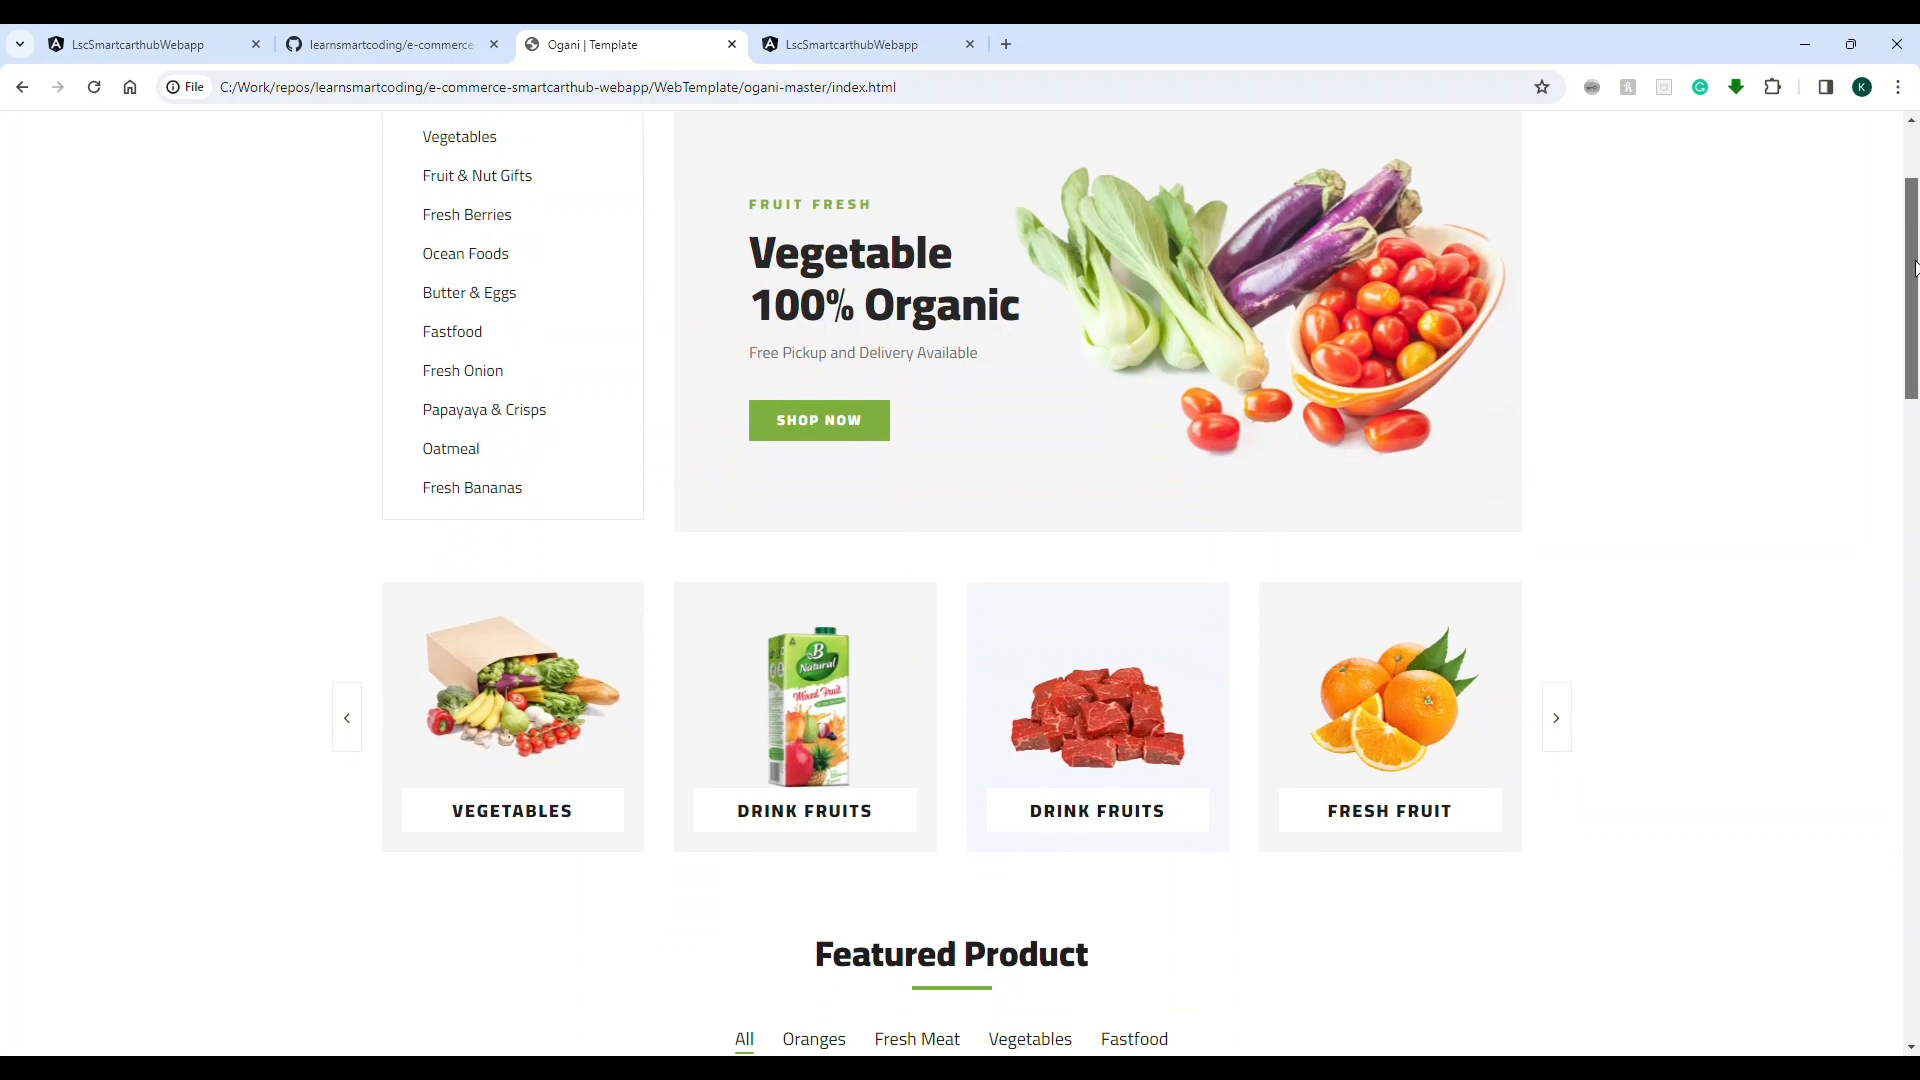 LscSmartcarthubWebapp
learnsmartcoding/e-commerce-
Ogani | Template
LscSmartcarthubWebapp
File
C:/Work/repos/learnsmartcoding/e-commerce-smartcarthub-webapp/WebTemplate/ogani-master/index.html
K
Vegetables
Fruit & Nut Gifts
Fresh Berries
Ocean Foods
Butter & Eggs
Fastfood
Fresh Onion
Papayaya & Crisps
Oatmeal
Fresh Bananas
FRUIT FRESH
Vegetable
100% Organic
Free Pickup and Delivery Available
SHOP NOW
B
Natural
Mixed Fruit
VEGETABLES
DRINK FRUITS
DRINK FRUITS
FRESH FRUIT
Featured Product
All
Oranges
Fresh Meat
Vegetables
Fastfood